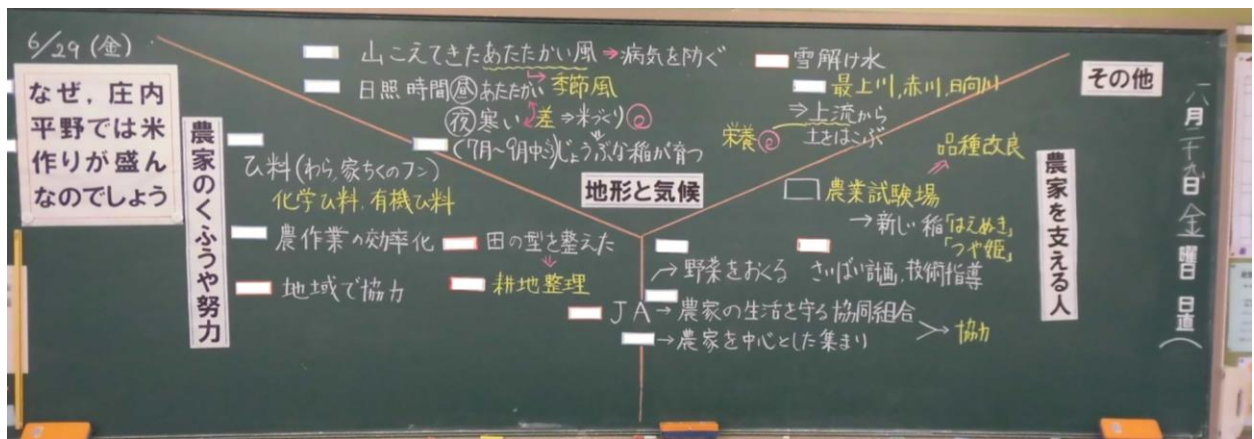 6/29(金)
なぜ,庄内
平野では米
作りが盛ん
なのでしょう
農家のくふうや努力
ひ料(わら,家ちくのフン)
化学ひ料,有機ひ料
農作業の効率化
田の型を整えた
耕地整理
地域で協力
山こえてきたあたたかい風→病気を防ぐ
日照時間 昼あたたかい→季節風
夜寒い 差⇒米づくり
(7月~9月中心)じょうぶな稲が育つ
地形と気候
雪解け水
最上川,赤川,日向川
⇒上流から
土をはこぶ
栄養
その他
農家を支える人
品種改良
農業試験場
→新しい稲「はえぬき」
「つや姫」
野菜をおくる さいばい計画,技術指導
JA→農家の生活を守る協同組合
→農家を中心とした集まり
協力
六月二十九日 金曜日 日直(